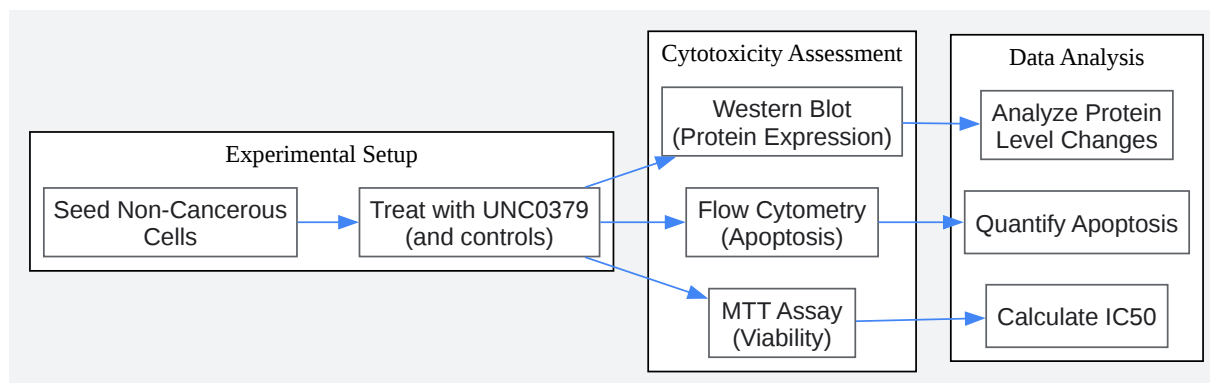 Experimental Setup
Seed Non-Cancerous
Cells
Treat with UNC0379
(and controls)
Cytotoxicity Assessment
Western Blot
(Protein Expression)
Flow Cytometry
(Apoptosis)
MTT Assay
(Viability)
Data Analysis
Analyze Protein
Level Changes
Quantify Apoptosis
Calculate IC50